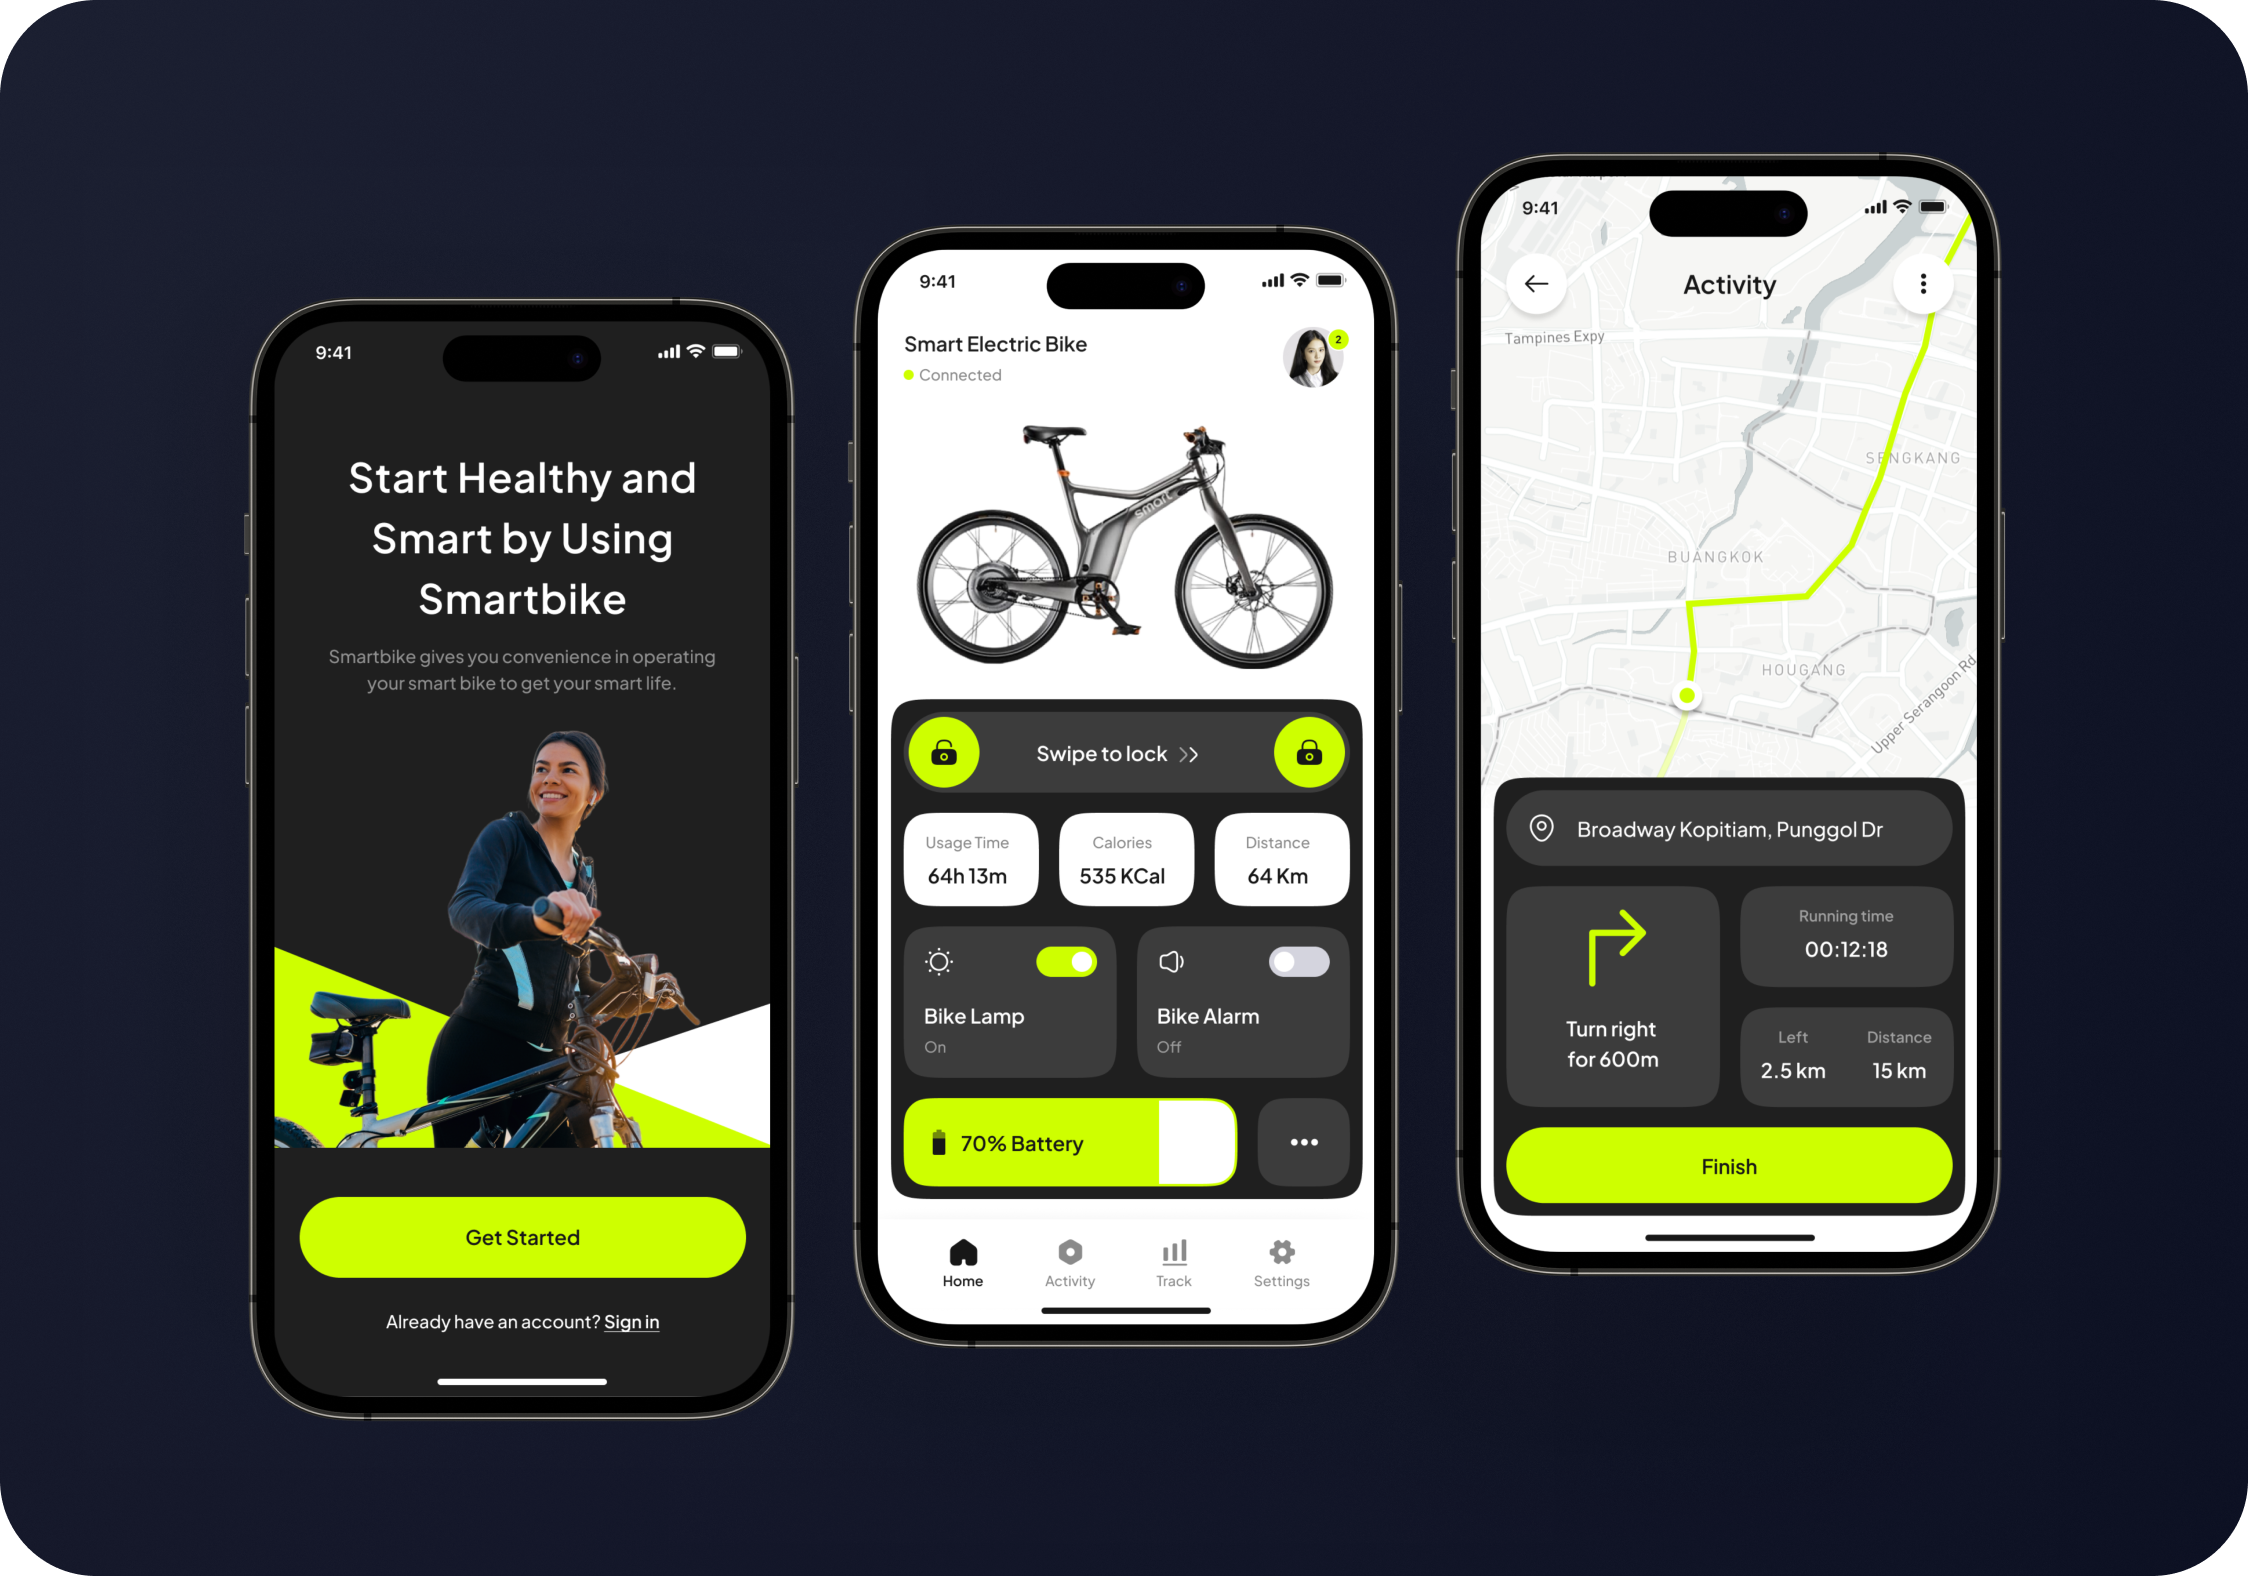 9:41
Start Healthy and
Smart by Using
Smartbike
Smartbike gives you convenience in operating
your smart bike to get your smart life.
Get Started
Already have an account? Sign in
9:41
Smart Electric Bike
2
Connected
smart
Swipe to lock
Usage Time
64h 13m
Calories
535 KCal
Distance
64 Km
Bike Lamp
On
Bike Alarm
Off
70% Battery
Home
Activity
Track
Settings
9:41
Activity
Tampines Expy
SENGKANG
BUANGKOK
HOUGANG
Upper Serangoon Rd
Broadway Kopitiam, Punggol Dr
Turn right
for 600m
Running time
00:12:18
Left
2.5 km
Distance
15 km
Finish